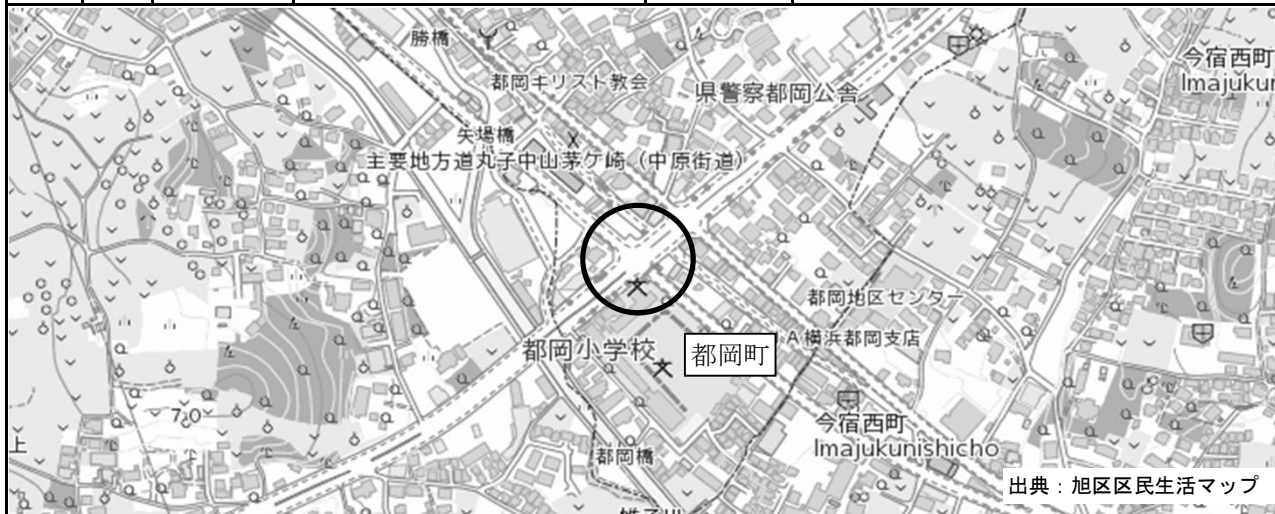 勝橋
都岡キリスト教会
県警察都岡公舎
今宿西町
Imajukur
矢場橋
主要地方道丸子中山茅ケ崎（中原街道）
都岡地区センター
都岡小学校
都岡町
A横浜都岡支店
70
今宿西町
Imajukunishicho
上
都岡橋
出典：旭区区民生活マップ